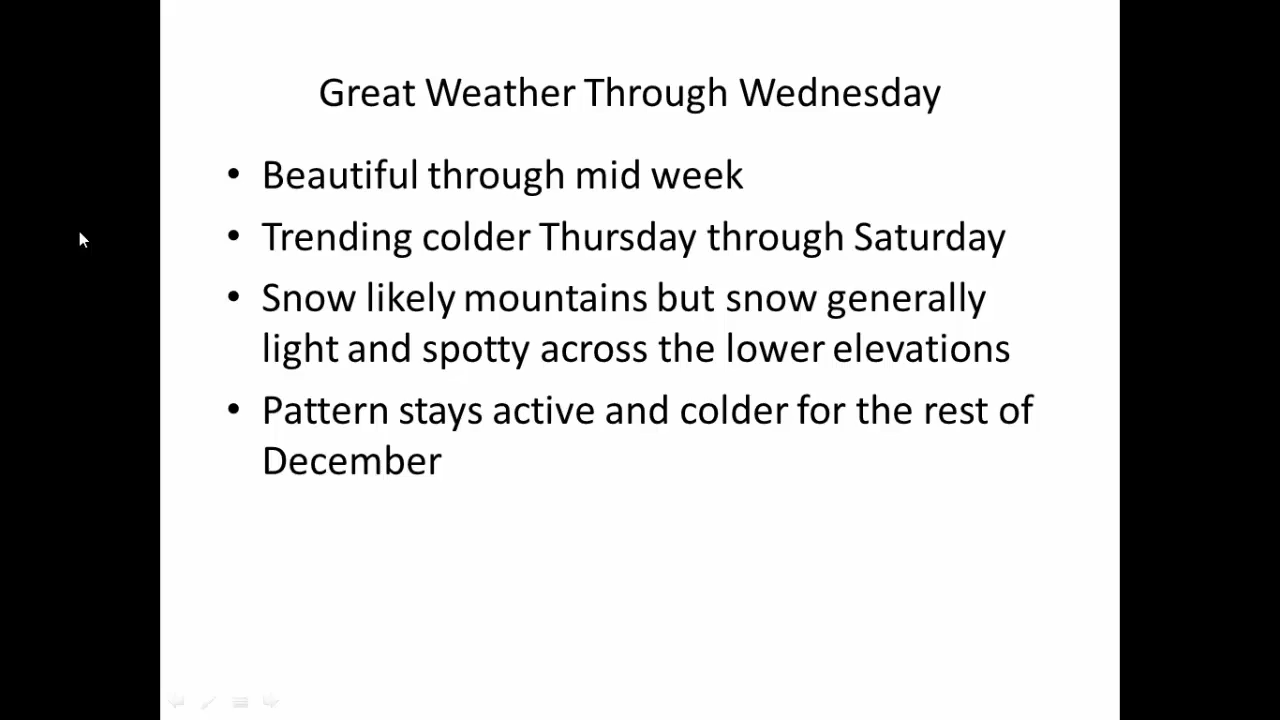 Great Weather Through Wednesday
• Beautiful through mid week
• Trending colder Thursday through Saturday
• Snow likely mountains but snow generally
light and spotty across the lower elevations
• Pattern stays active and colder for the rest of
December